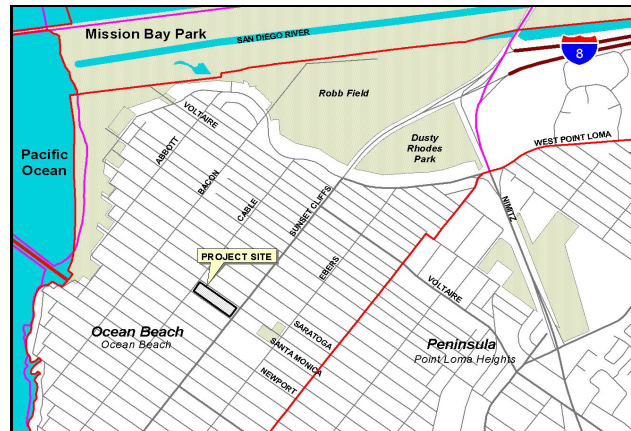 Mission Bay Park
SAN DIEGO RIVER
8
Robb Field
VOLTAIRE
Dusty
Rhodes
Park
WEST POINT LOMA
ABBOTT
Pacific
Ocean
BACON
CABLE
SUNSET CLIFFS
NIMITZ
PROJECT SITE
EBERS
VOLTAIRE
Ocean Beach
Ocean Beach
SARATOGA
SANTA MONICA
NEWPORT
Peninsula
Point Loma Heights